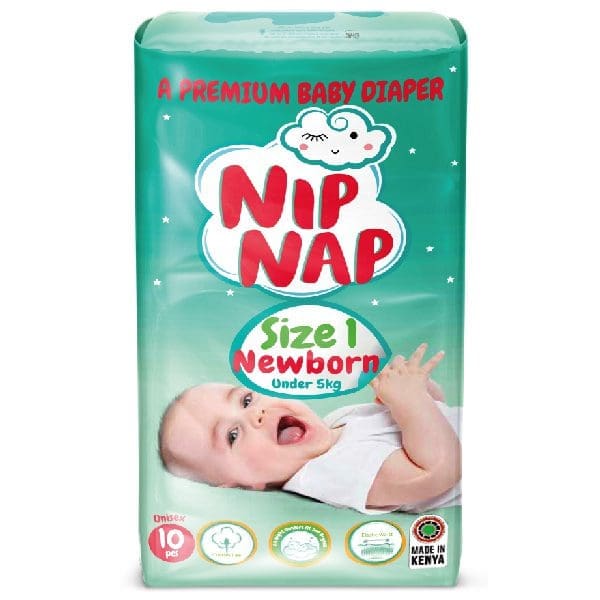 A PREMIUM BABY DIAPER
NIP
NAP
Size 1
Newborn
Under 5kg
Unisex
10
pcs
MADE IN
KENYA